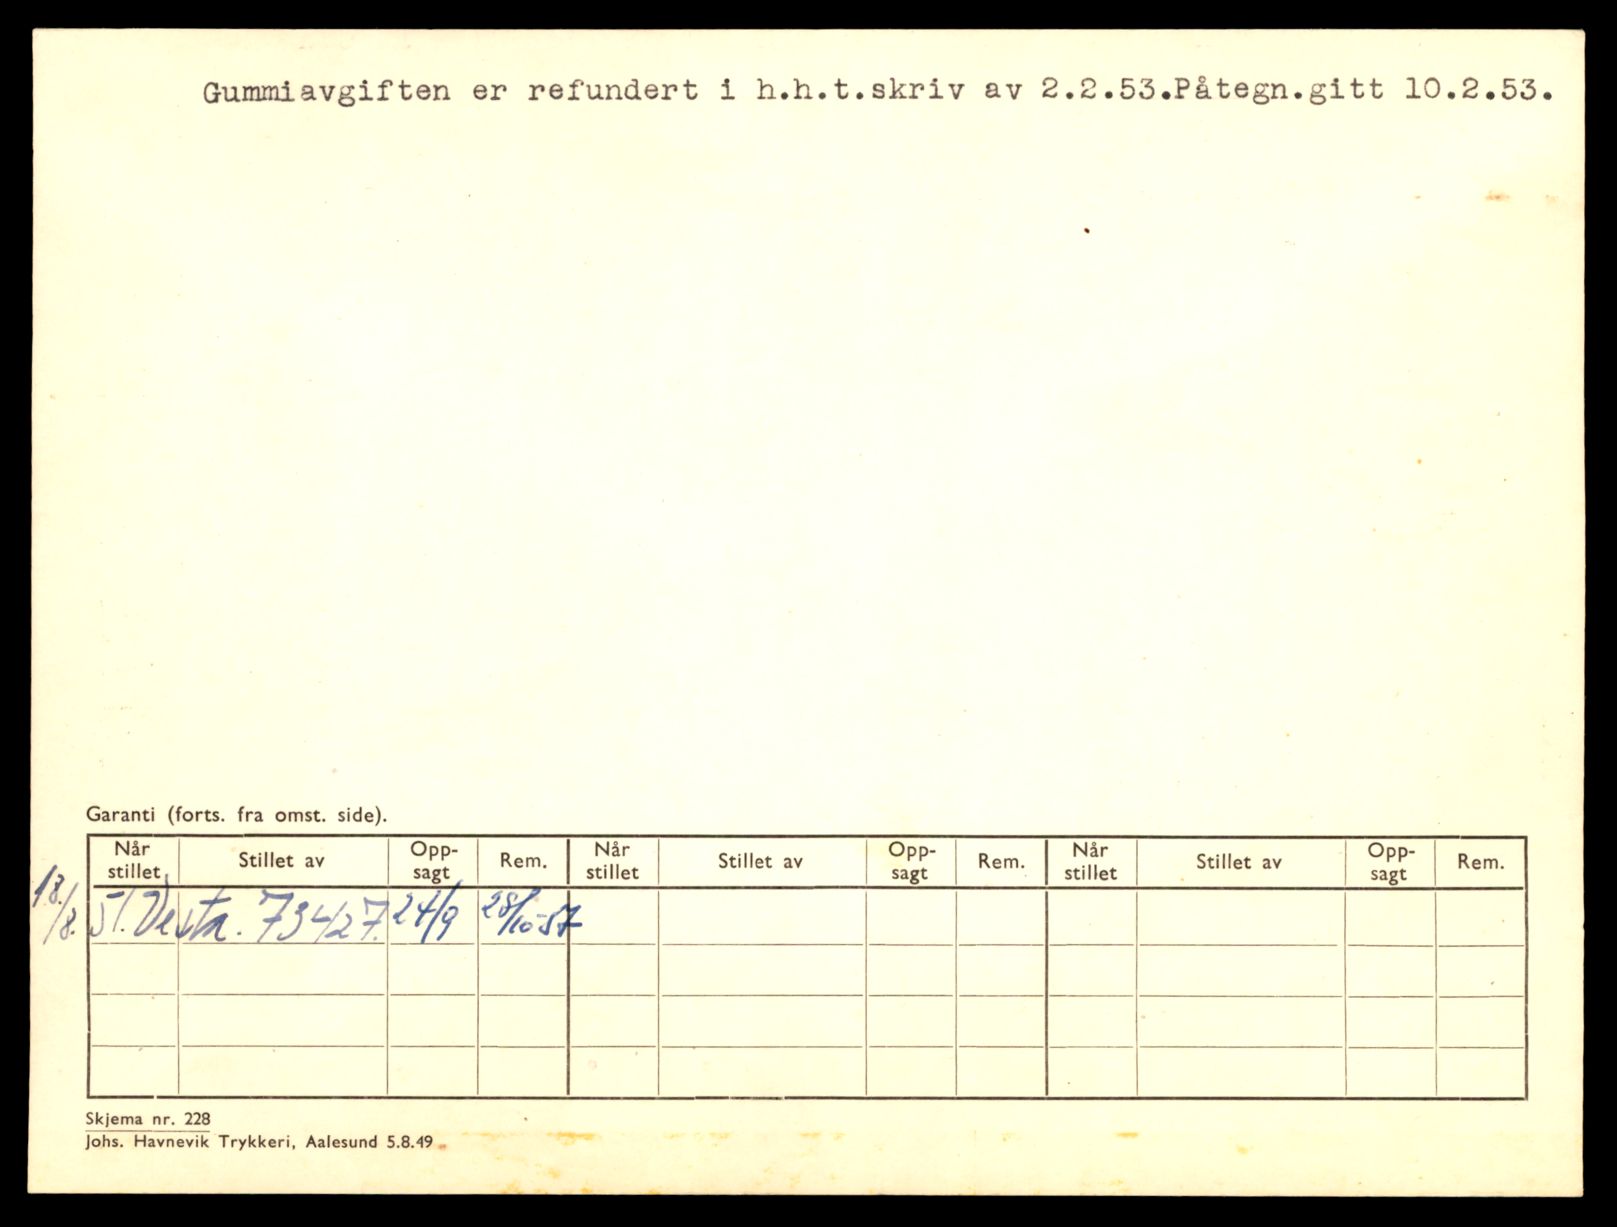 Gummiavgiften er refundert i h.h.t.skriv av 2.2.53.Påtegn.gitt 10.2.53.
Garanti (forts. fra omst. side).
Når stillet Stillet av Opp-sagt Rem. Når stillet Stillet av Opp-sagt Rem. Når stillet Stillet av Opp-sagt Rem.
13./8. 51. Vesta. 73427. 24/9 28/10-57
Skjema nr. 228
Johs. Havnevik Trykkeri, Aalesund 5.8.49